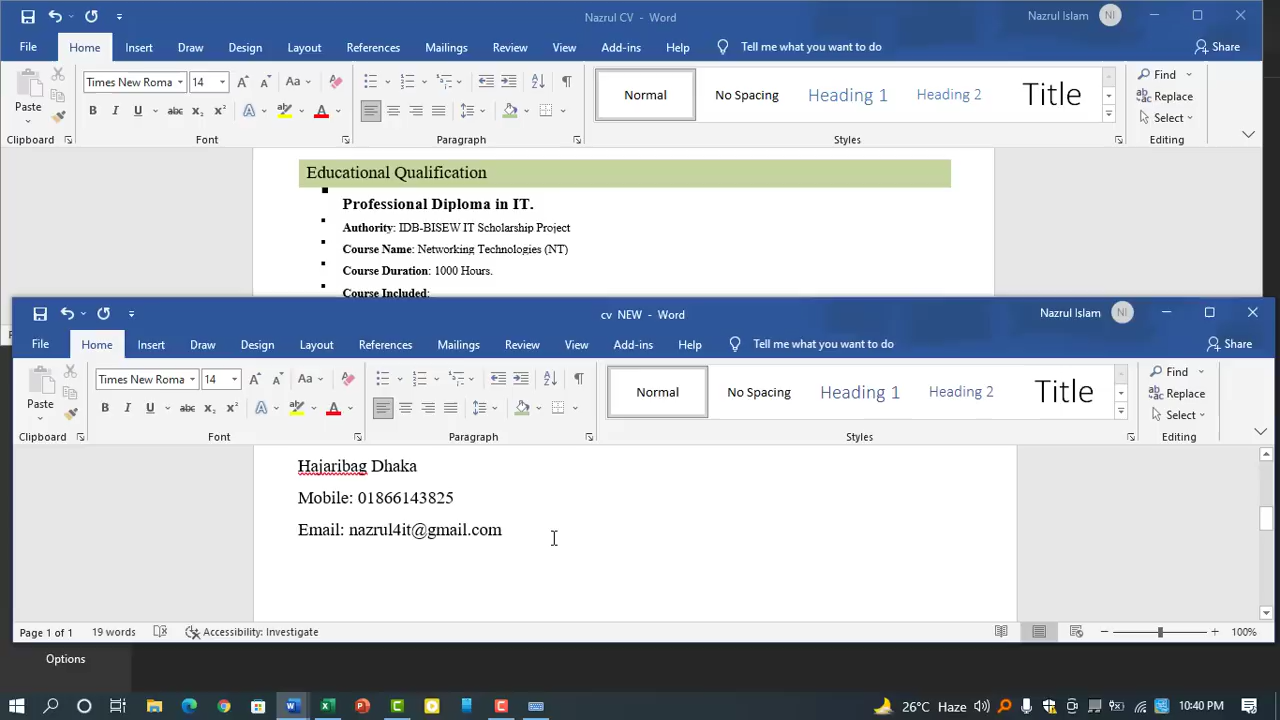 Nazrul CV - Word
Nazrul Islam NI
File Home Insert Draw Design Layout References Mailings Review View Add-ins Help Tell me what you want to do Share
Paste Times New Roma 14 Normal No Spacing Heading 1 Heading 2 Title Find
Replace
Select
Clipboard Font Paragraph Styles Editing
Educational Qualification
Professional Diploma in IT.
Authority: IDB-BISEW IT Scholarship Project
Course Name: Networking Technologies (NT)
Course Duration: 1000 Hours.
Course Included:
cv NEW - Word
Nazrul Islam NI
File Home Insert Draw Design Layout References Mailings Review View Add-ins Help Tell me what you want to do Share
Paste Times New Roma 14 Normal No Spacing Heading 1 Heading 2 Title Find
Replace
Select
Clipboard Font Paragraph Styles Editing
Hajaribag Dhaka
Mobile: 01866143825
Email: nazrul4it@gmail.com
Page 1 of 1 19 words Accessibility: Investigate 100%
Options
26°C Haze 10:40 PM